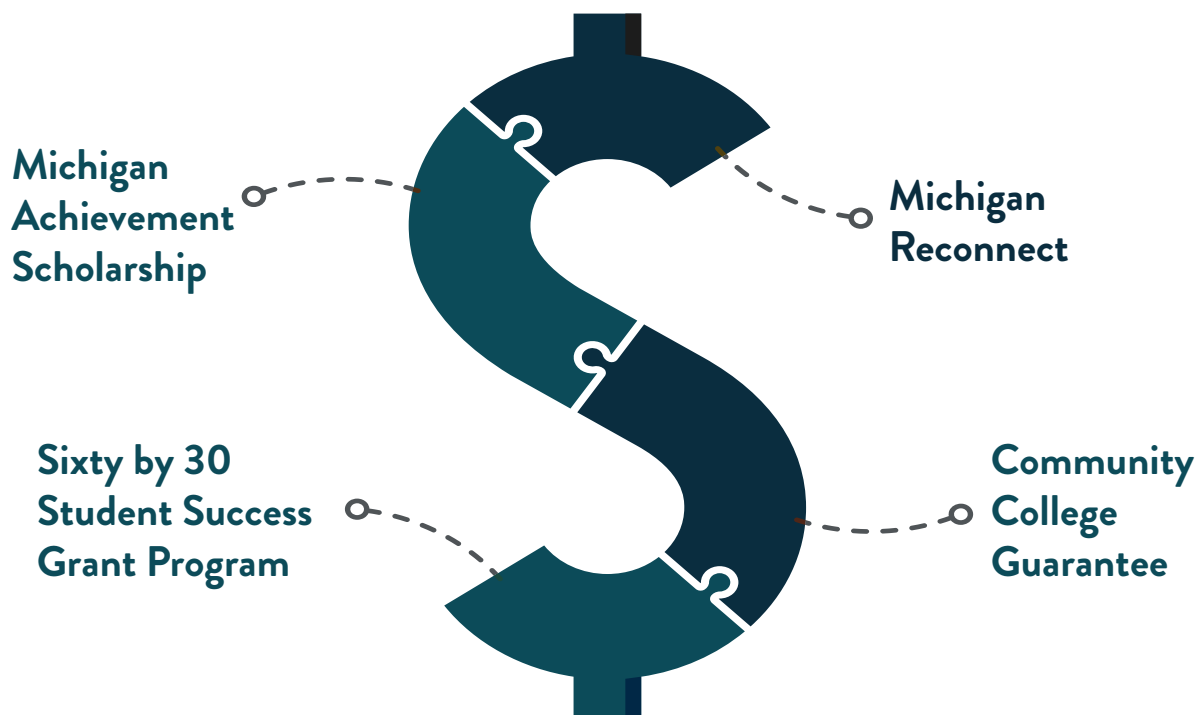 Michigan
Achievement
Scholarship
Michigan
Reconnect
Sixty by 30
Student Success
Grant Program
Community
College
Guarantee